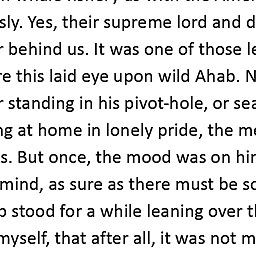 sly. Yes, their supreme lord and d
behind us. It was one of those le
re this laid eye upon wild Ahab. N
standing in his pivot-hole, or sea
ng at home in lonely pride, the me
s. But once, the mood was on hi
mind, as sure as there must be so
stood for a while leaning over t
myself, that after all, it was not m